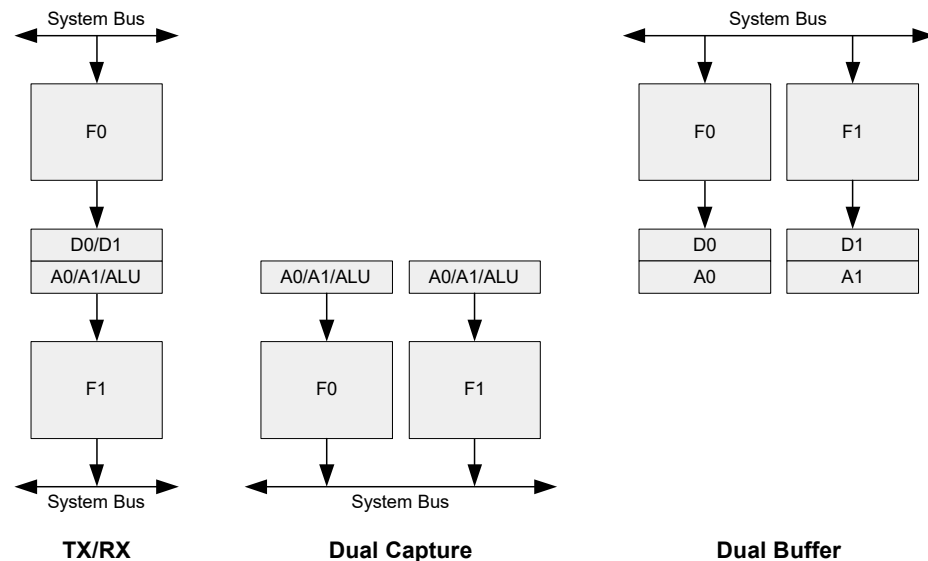 System Bus
F0
D0/D1
A0/A1/ALU
F1
System Bus
TX/RX
A0/A1/ALU
A0/A1/ALU
F0
F1
System Bus
Dual Capture
System Bus
F0
F1
D0
D1
A0
A1
Dual Buffer